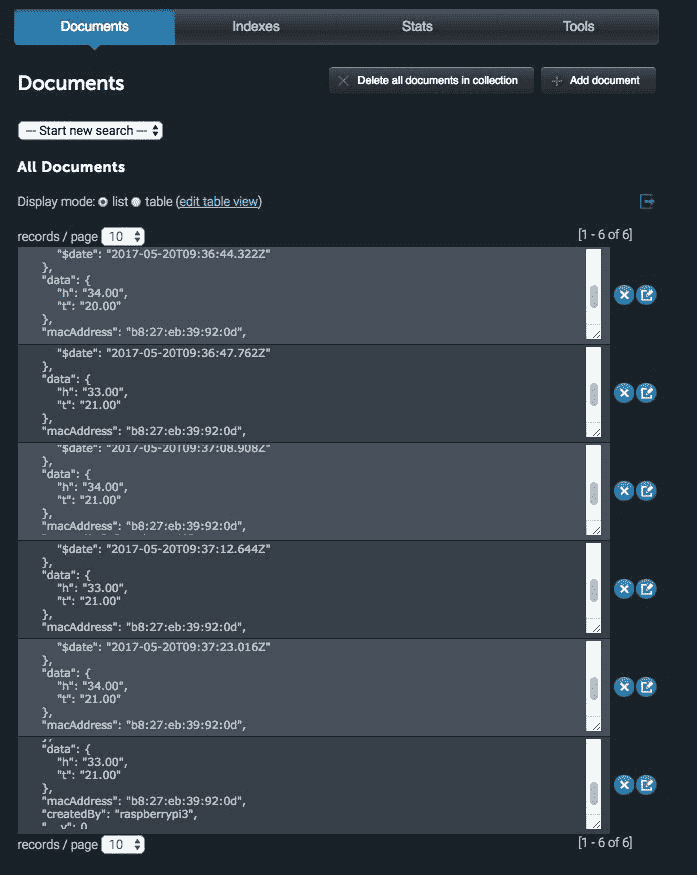 Documents Indexes Stats Tools
Documents
Delete all documents in collection
Add document
--- Start new search ---
All Documents
Display mode: list table (edit table view)
records / page 10 [1 - 6 of 6]
"$date": "2017-05-20T09:36:44.322Z"
},
"data": {
"h": "34.00",
"t": "20.00"
},
"macAddress": "b8:27:eb:39:92:0d",
"$date": "2017-05-20T09:36:47.762Z"
},
"data": {
"h": "33.00",
"t": "21.00"
},
"macAddress": "b8:27:eb:39:92:0d",
"$date": "2017-05-20T09:37:08.908Z"
},
"data": {
"h": "34.00",
"t": "21.00"
},
"macAddress": "b8:27:eb:39:92:0d",
"$date": "2017-05-20T09:37:12.644Z"
},
"data": {
"h": "33.00",
"t": "21.00"
},
"macAddress": "b8:27:eb:39:92:0d",
"$date": "2017-05-20T09:37:23.016Z"
},
"data": {
"h": "34.00",
"t": "21.00"
},
"macAddress": "b8:27:eb:39:92:0d",
},
"data": {
"h": "33.00",
"t": "21.00"
},
"macAddress": "b8:27:eb:39:92:0d",
"createdBy": "raspberrypi3",
"__v": 0
records / page 10 [1 - 6 of 6]